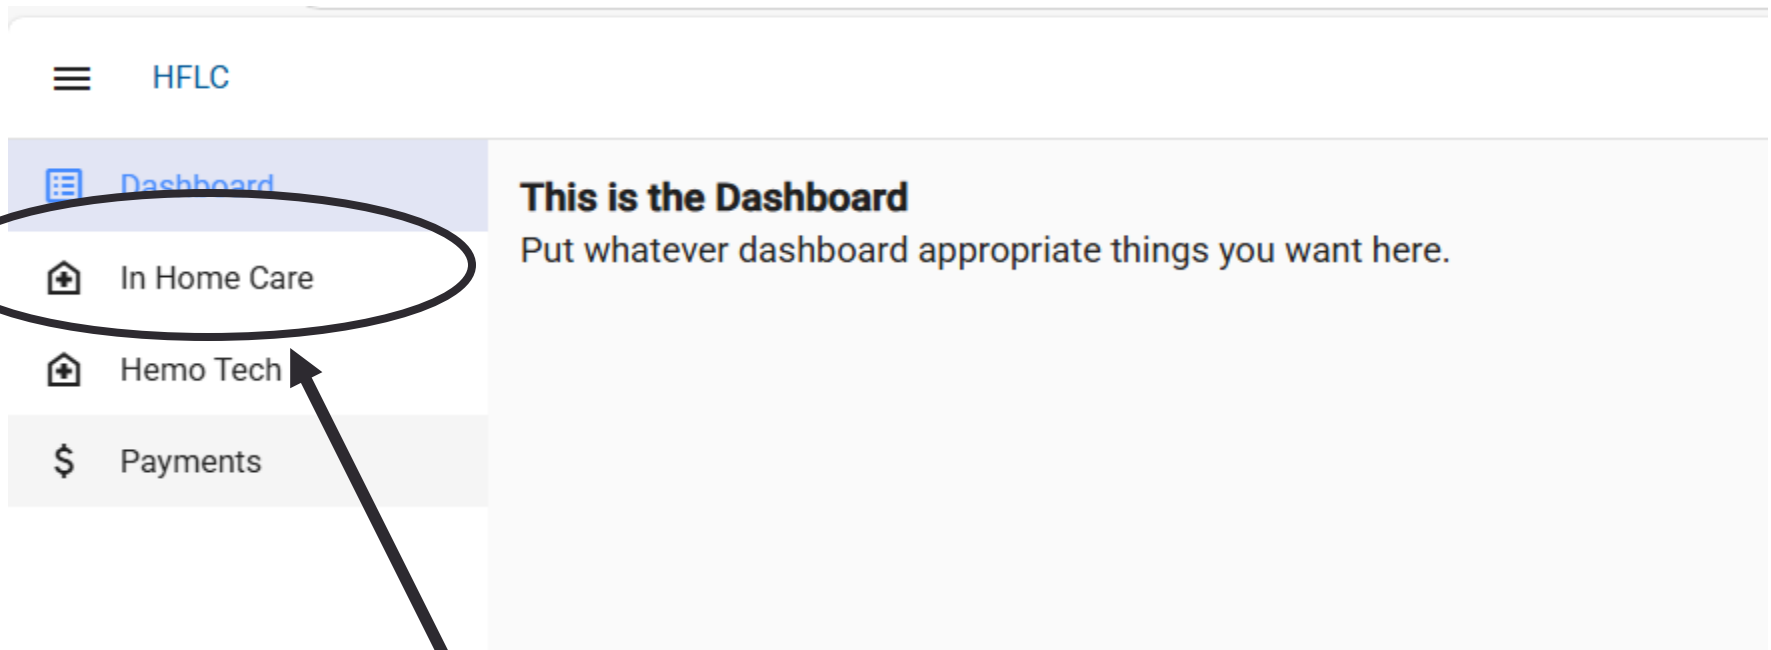 HFLC
Dashboard
This is the Dashboard
Put whatever dashboard appropriate things you want here.
In Home Care
Hemo Tech
Payments